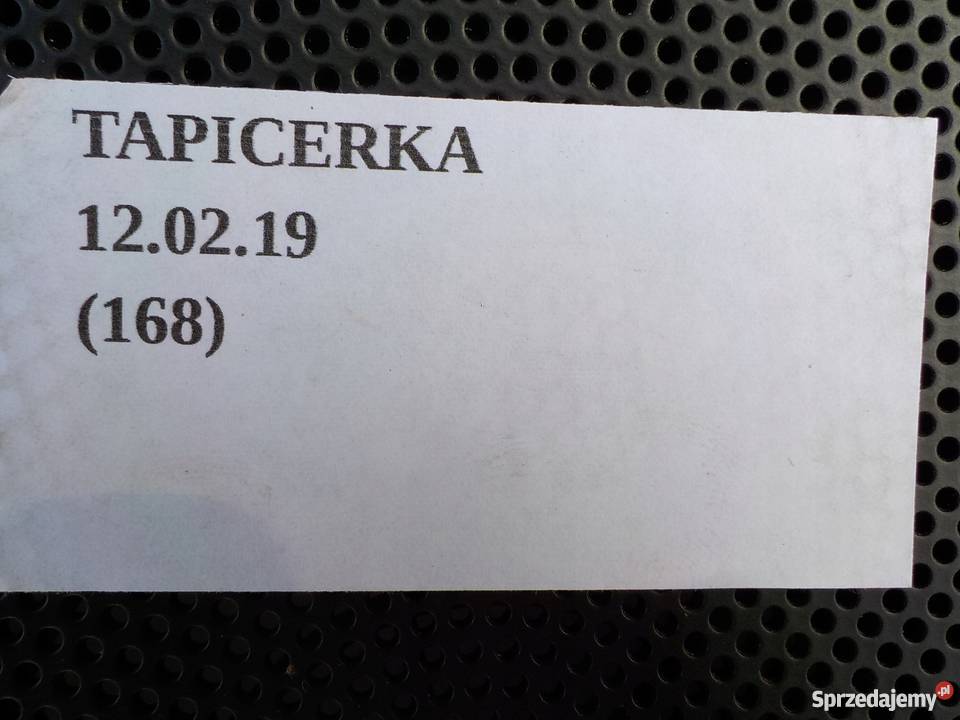 TAPICERKA
12.02.19
(168)
Sprzedajemy.pl